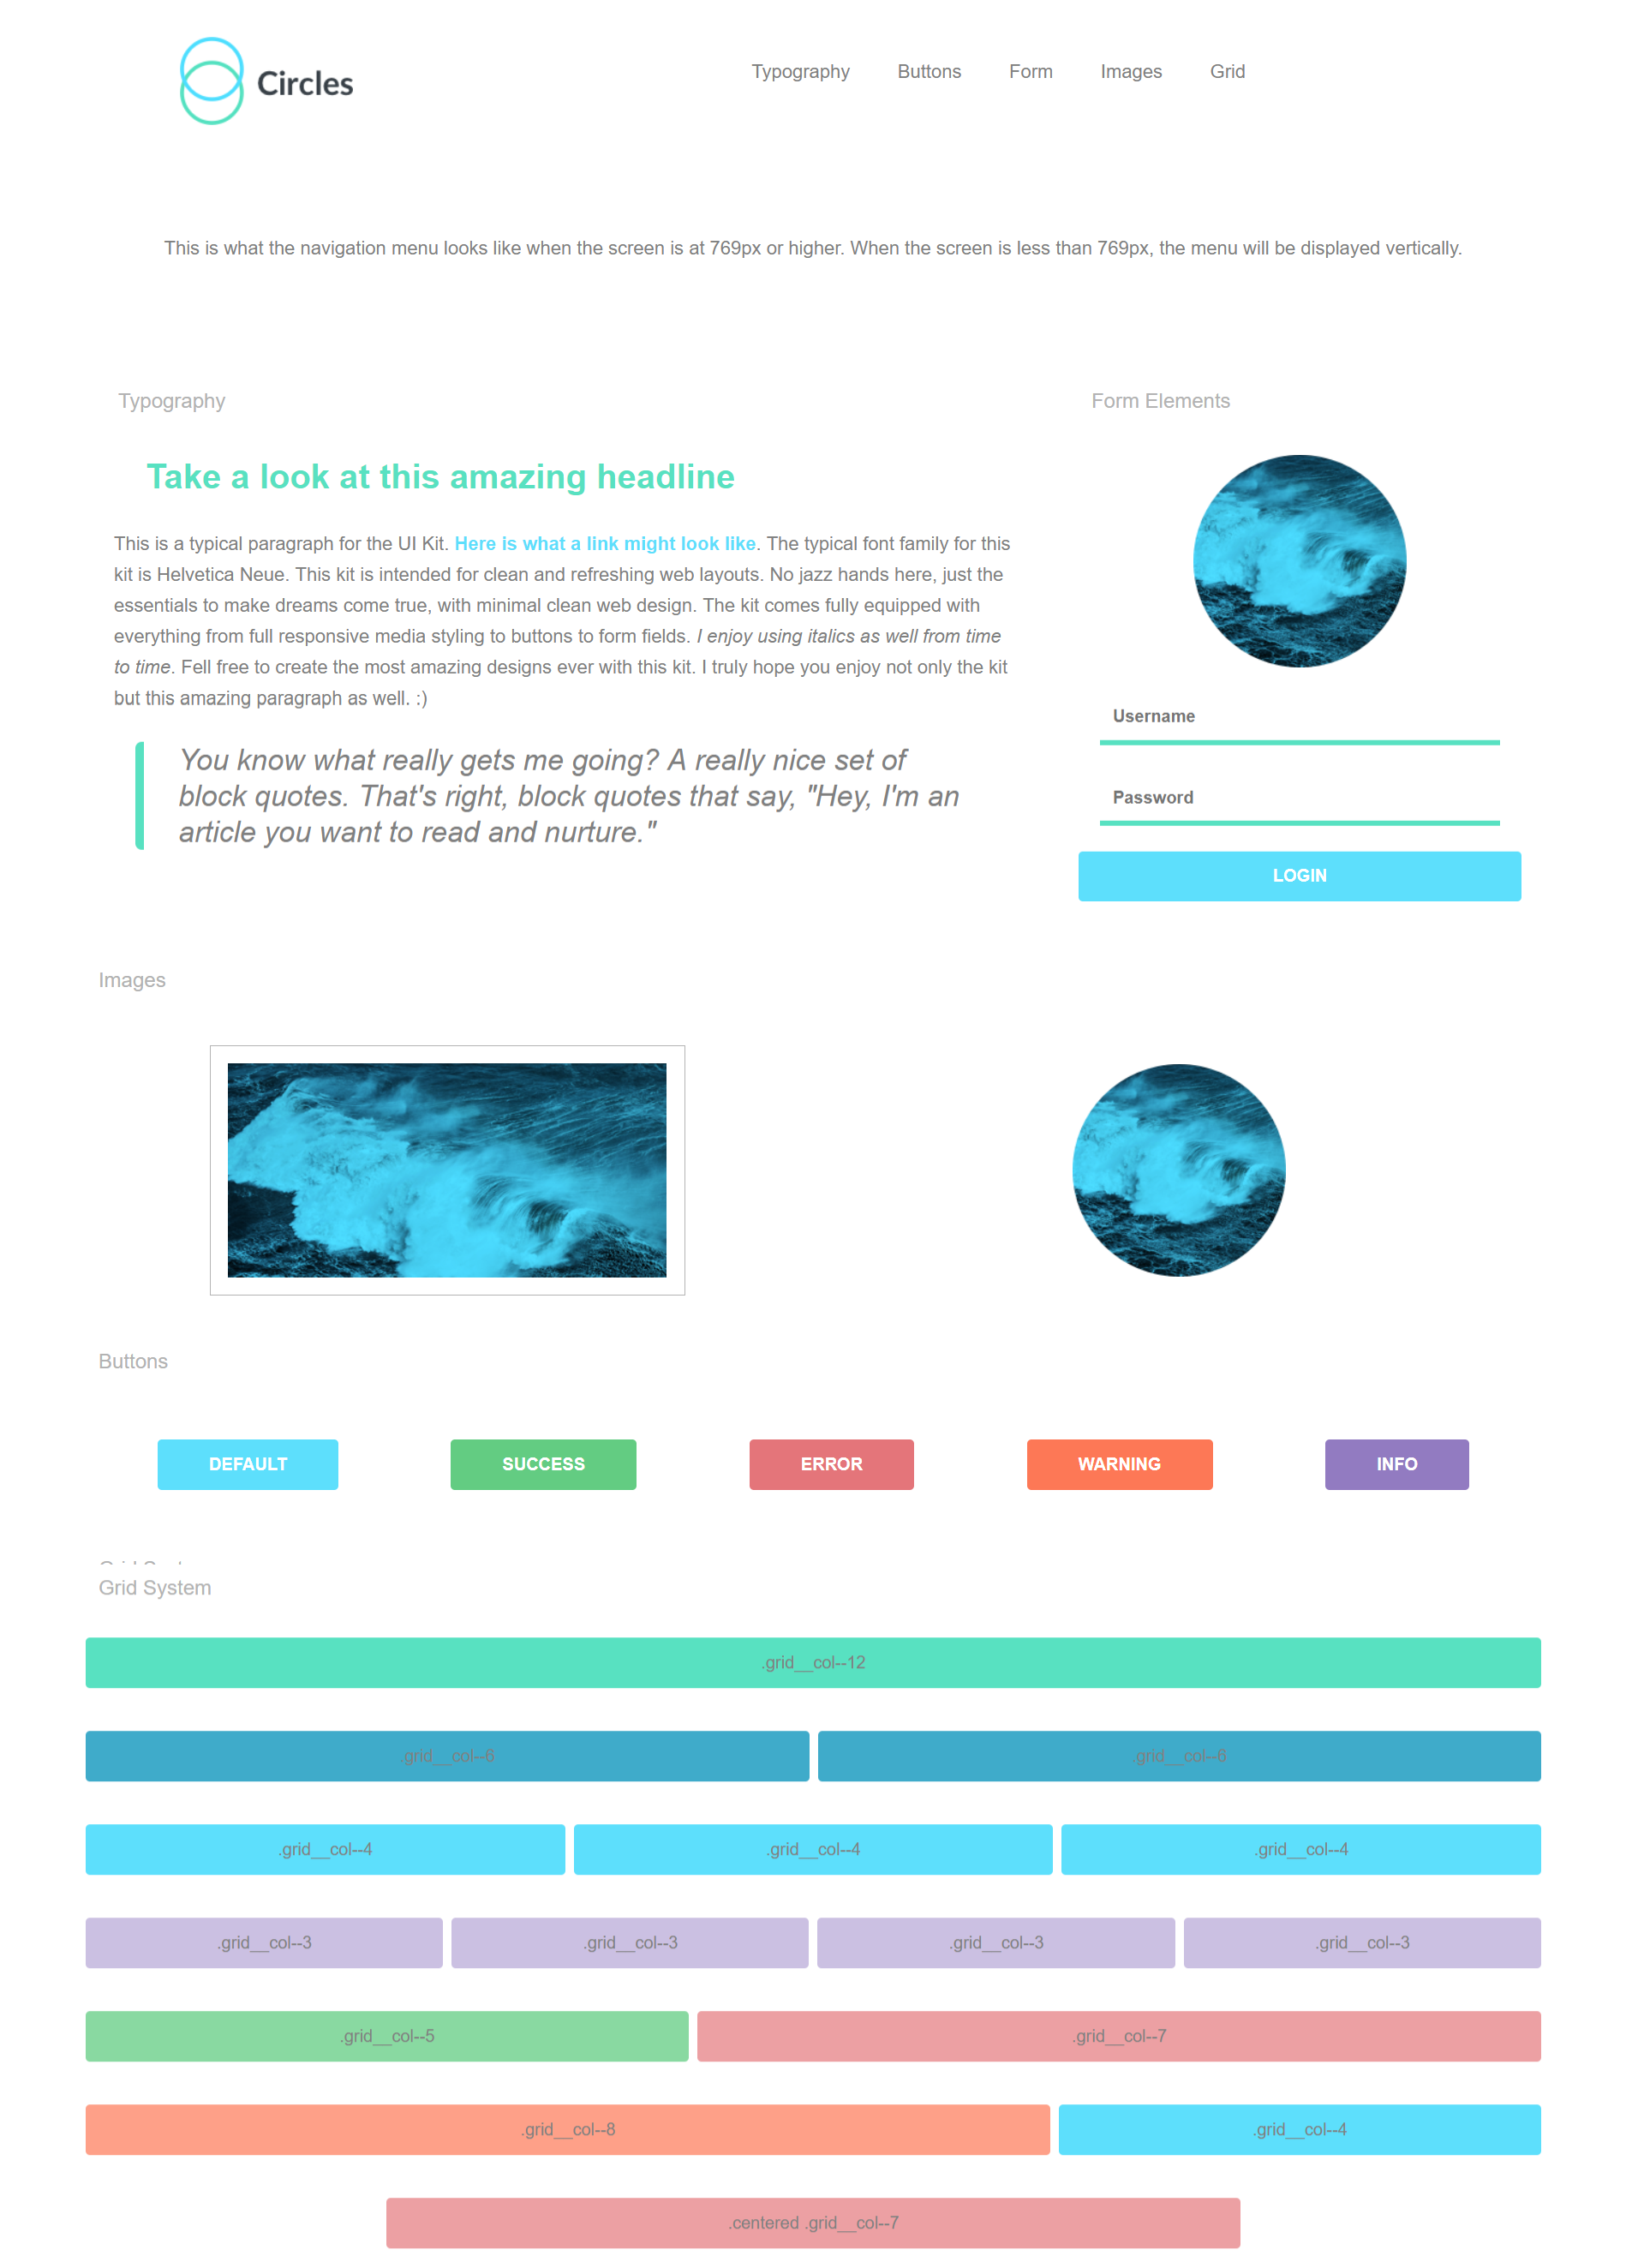 Circles
Typography Buttons Form Images Grid
This is what the navigation menu looks like when the screen is at 769px or higher. When the screen is less than 769px, the menu will be displayed vertically.
Typography
Take a look at this amazing headline
This is a typical paragraph for the UI Kit. Here is what a link might look like. The typical font family for this
kit is Helvetica Neue. This kit is intended for clean and refreshing web layouts. No jazz hands here, just the
essentials to make dreams come true, with minimal clean web design. The kit comes fully equipped with
everything from full responsive media styling to buttons to form fields. I enjoy using italics as well from time
to time. Fell free to create the most amazing designs ever with this kit. I truly hope you enjoy not only the kit
but this amazing paragraph as well. :)
You know what really gets me going? A really nice set of
block quotes. That's right, block quotes that say, "Hey, I'm an
article you want to read and nurture."
Form Elements
Username
Password
LOGIN
Images
Buttons
DEFAULT SUCCESS ERROR WARNING INFO
Grid System
.grid__col--12
.grid__col--6 .grid__col--6
.grid__col--4 .grid__col--4 .grid__col--4
.grid__col--3 .grid__col--3 .grid__col--3 .grid__col--3
.grid__col--5 .grid__col--7
.grid__col--8 .grid__col--4
.centered .grid__col--7